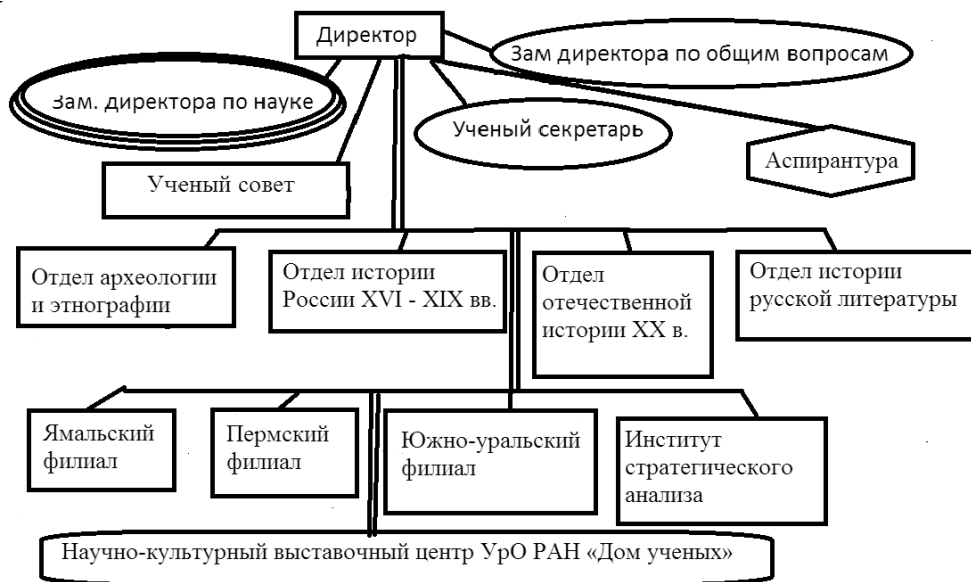 Директор
Зам директора по общим вопросам
Зам. директора по науке
Ученый секретарь
Аспирантура
Ученый совет
Отдел археологии
и этнографии
Отдел истории
России XVI - XIX вв.
Отдел
отечественной
истории XX в.
Отдел истории
русской литературы
Ямальский
филиал
Пермский
филиал
Южно-уральский
филиал
Институт
стратегического
анализа
Научно-культурный выставочный центр УрО РАН «Дом ученых»